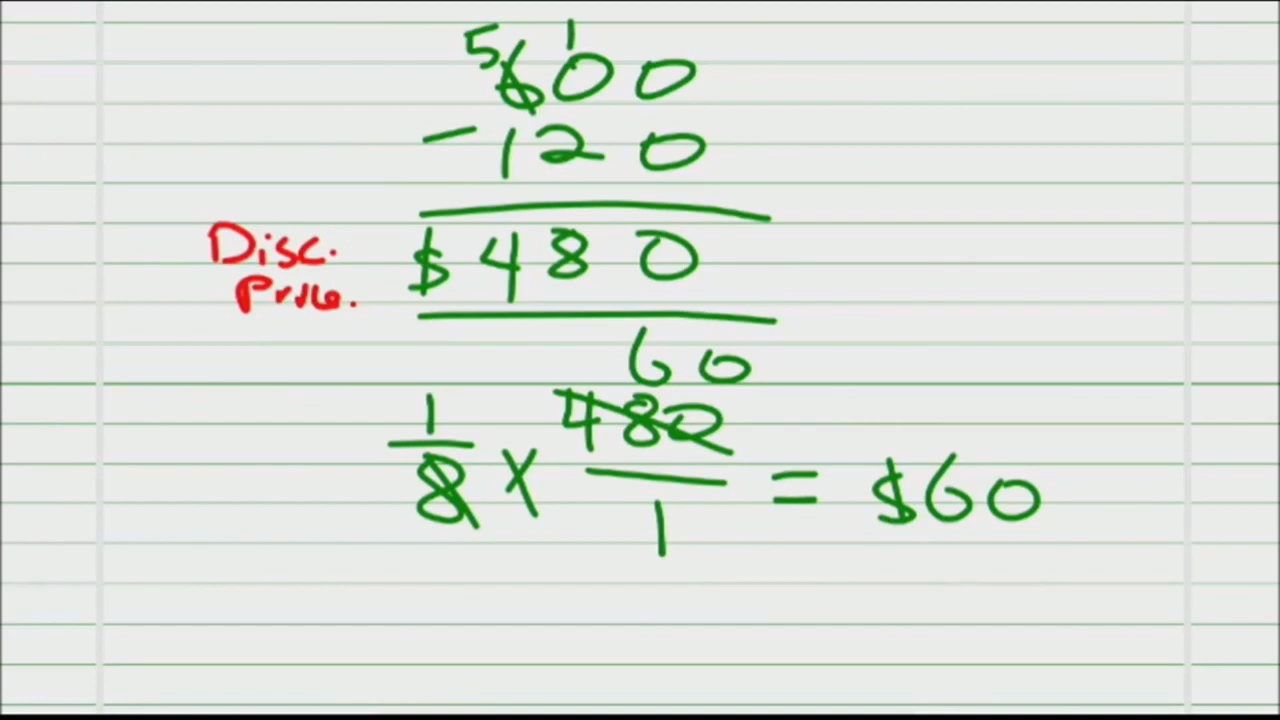 5 1
600
- 120
Disc. $480
Price.
60
1 480
8 × 1 = $60